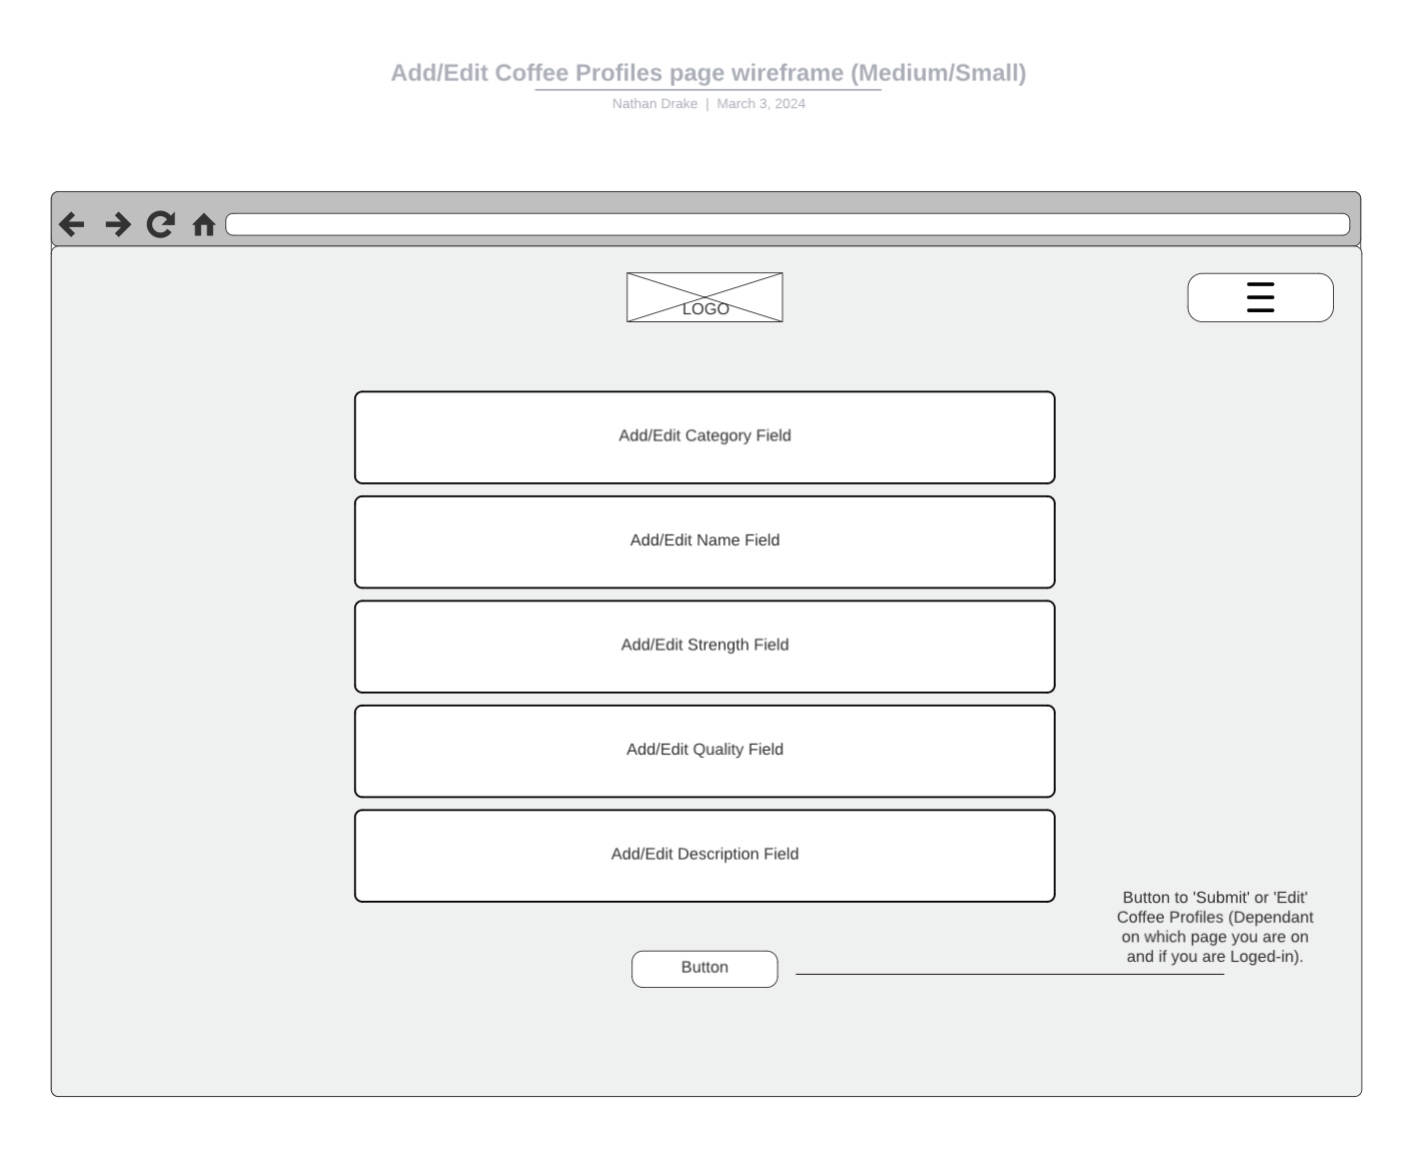 Add/Edit Coffee Profiles page wireframe (Medium/Small)
Nathan Drake | March 3, 2024
LOGO
Add/Edit Category Field
Add/Edit Name Field
Add/Edit Strength Field
Add/Edit Quality Field
Add/Edit Description Field
Button to 'Submit' or 'Edit'
Coffee Profiles (Dependant
on which page you are on
and if you are Loged-in).
Button